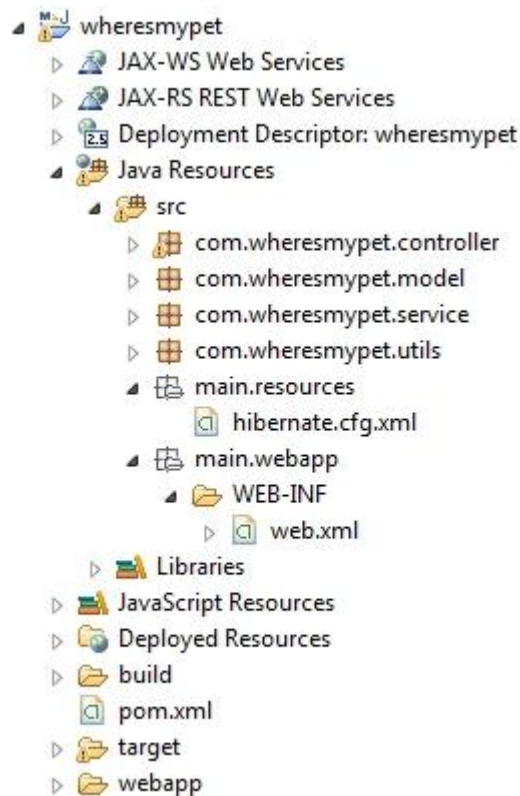 wheresmypet
JAX-WS Web Services
JAX-RS REST Web Services
Deployment Descriptor: wheresmypet
Java Resources
src
com.wheresmypet.controller
com.wheresmypet.model
com.wheresmypet.service
com.wheresmypet.utils
main.resources
hibernate.cfg.xml
main.webapp
WEB-INF
web.xml
Libraries
JavaScript Resources
Deployed Resources
build
pom.xml
target
webapp